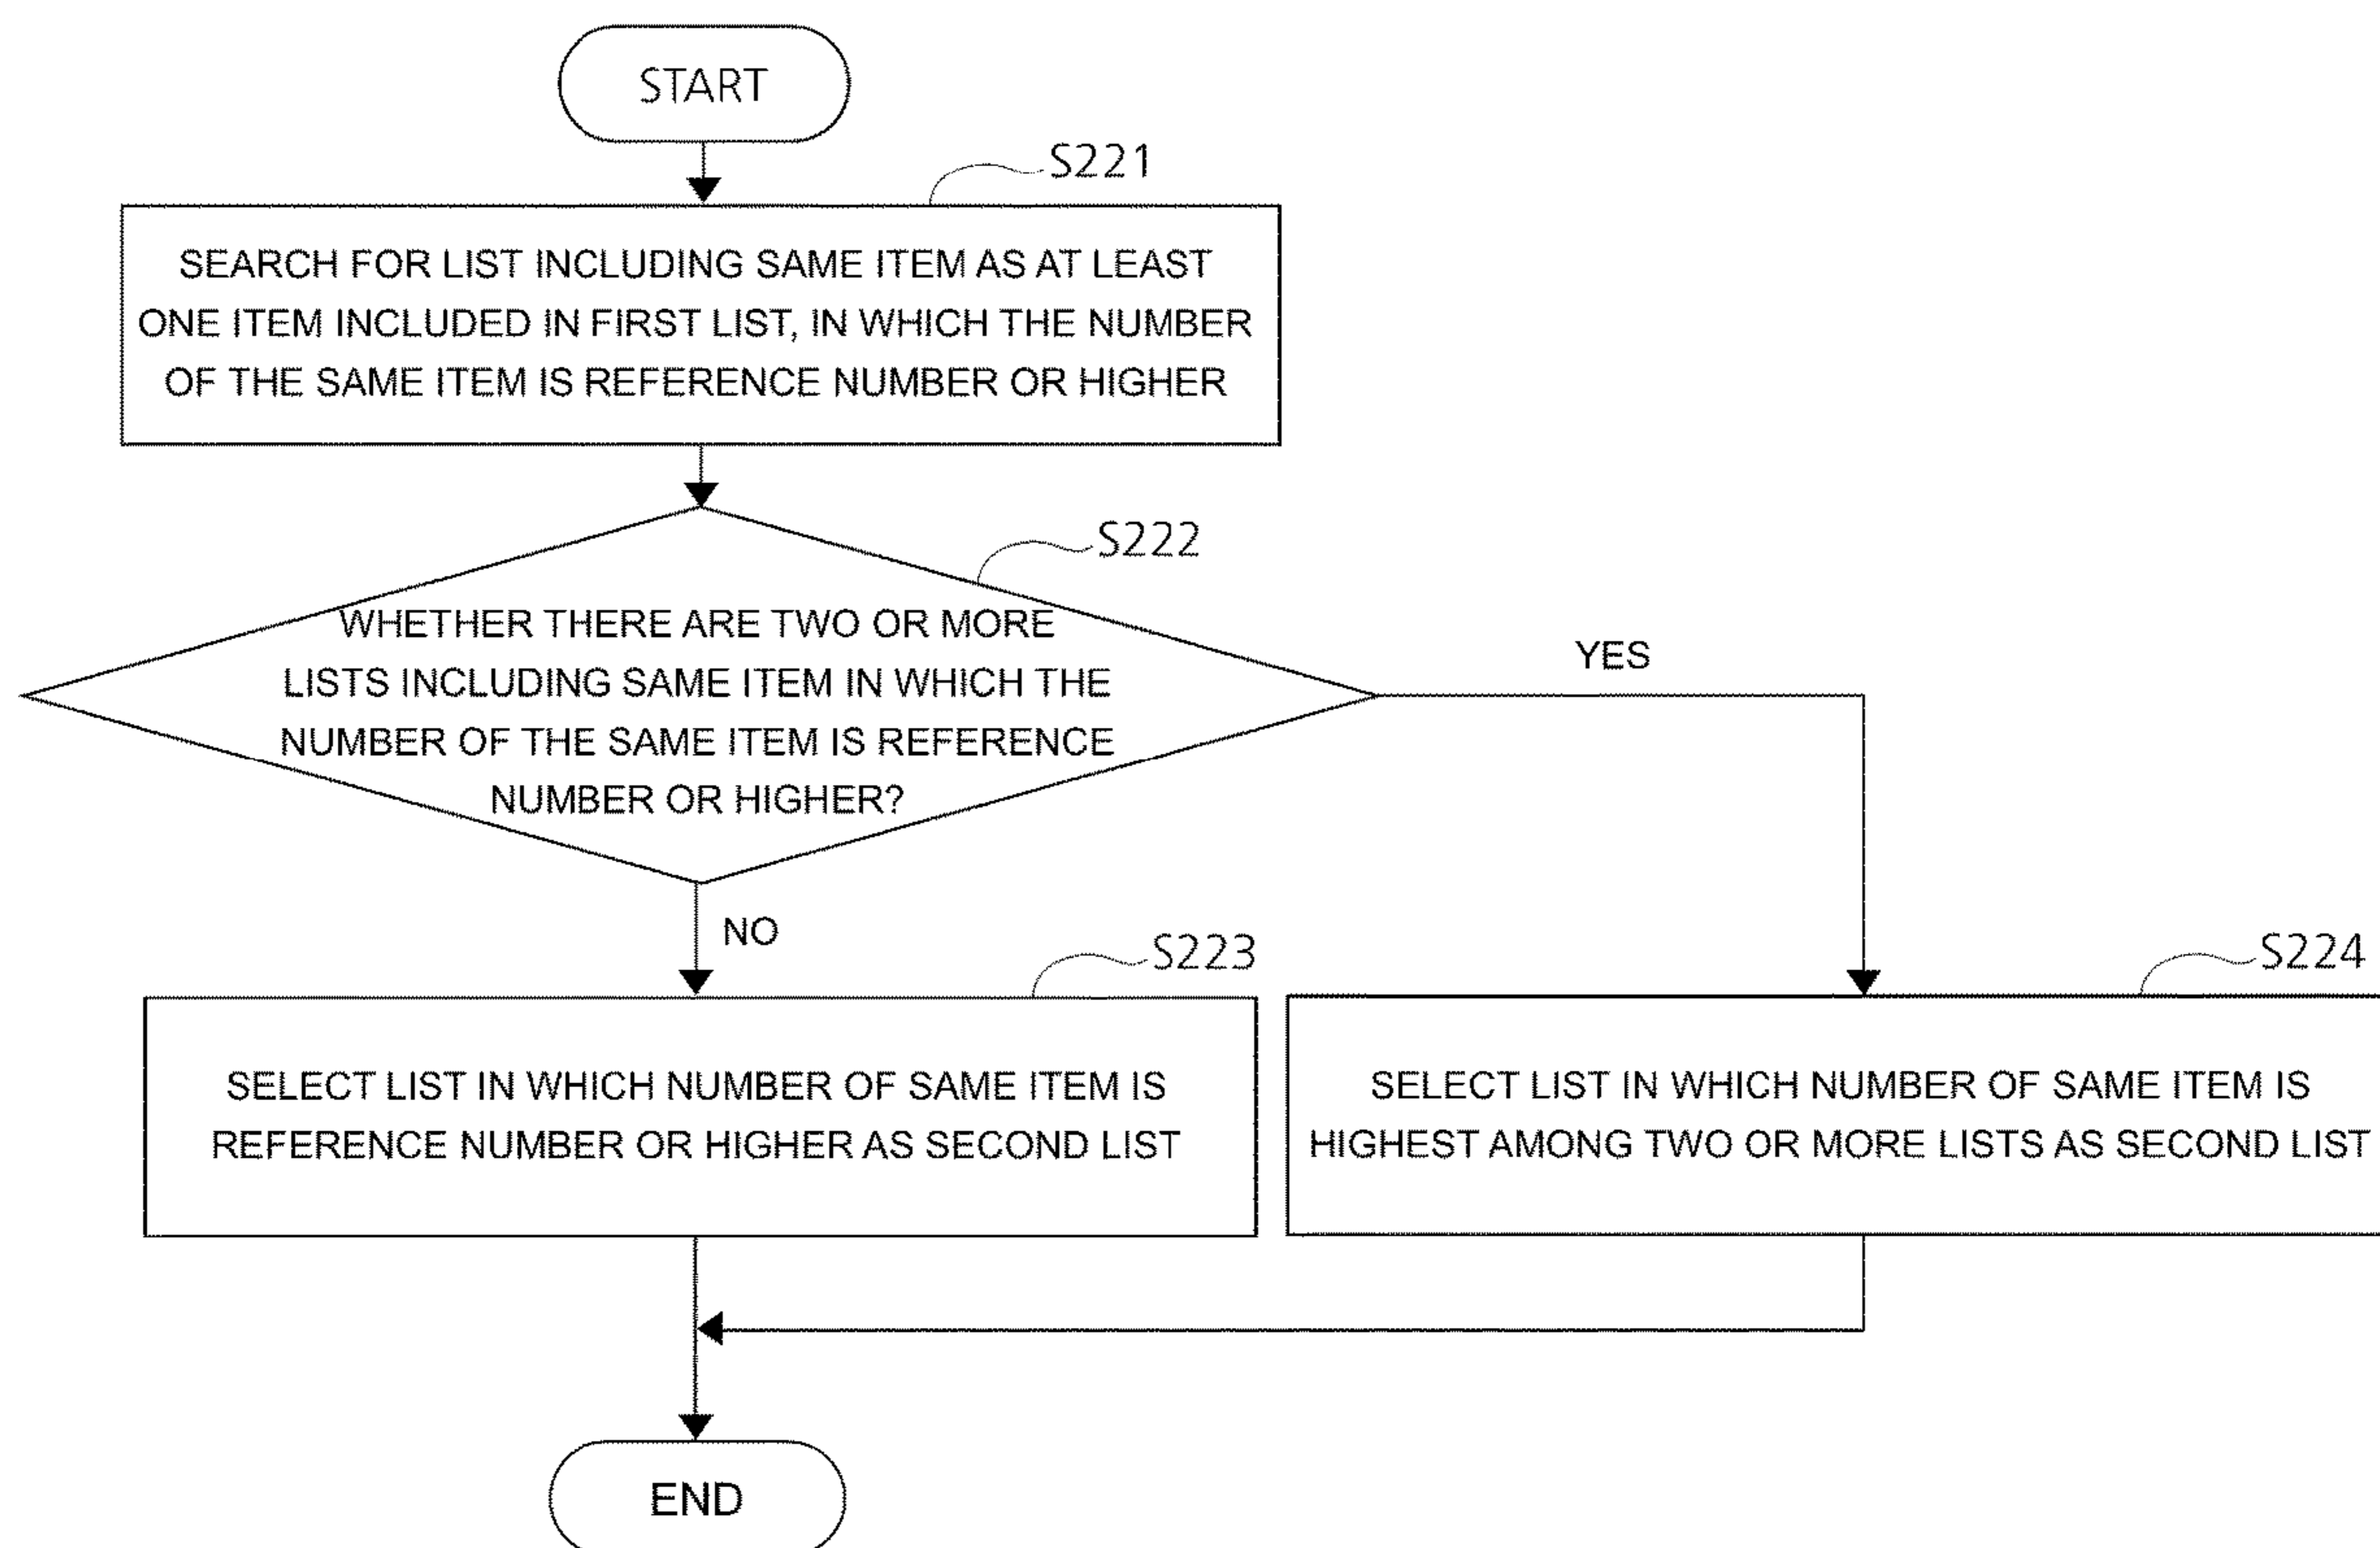 START
S221
SEARCH FOR LIST INCLUDING SAME ITEM AS AT LEAST
ONE ITEM INCLUDED IN FIRST LIST, IN WHICH THE NUMBER
OF THE SAME ITEM IS REFERENCE NUMBER OR HIGHER
S222
WHETHER THERE ARE TWO OR MORE
LISTS INCLUDING SAME ITEM IN WHICH THE
NUMBER OF THE SAME ITEM IS REFERENCE
NUMBER OR HIGHER?
YES
NO
S223
SELECT LIST IN WHICH NUMBER OF SAME ITEM IS
REFERENCE NUMBER OR HIGHER AS SECOND LIST
S224
SELECT LIST IN WHICH NUMBER OF SAME ITEM IS
HIGHEST AMONG TWO OR MORE LISTS AS SECOND LIST
END